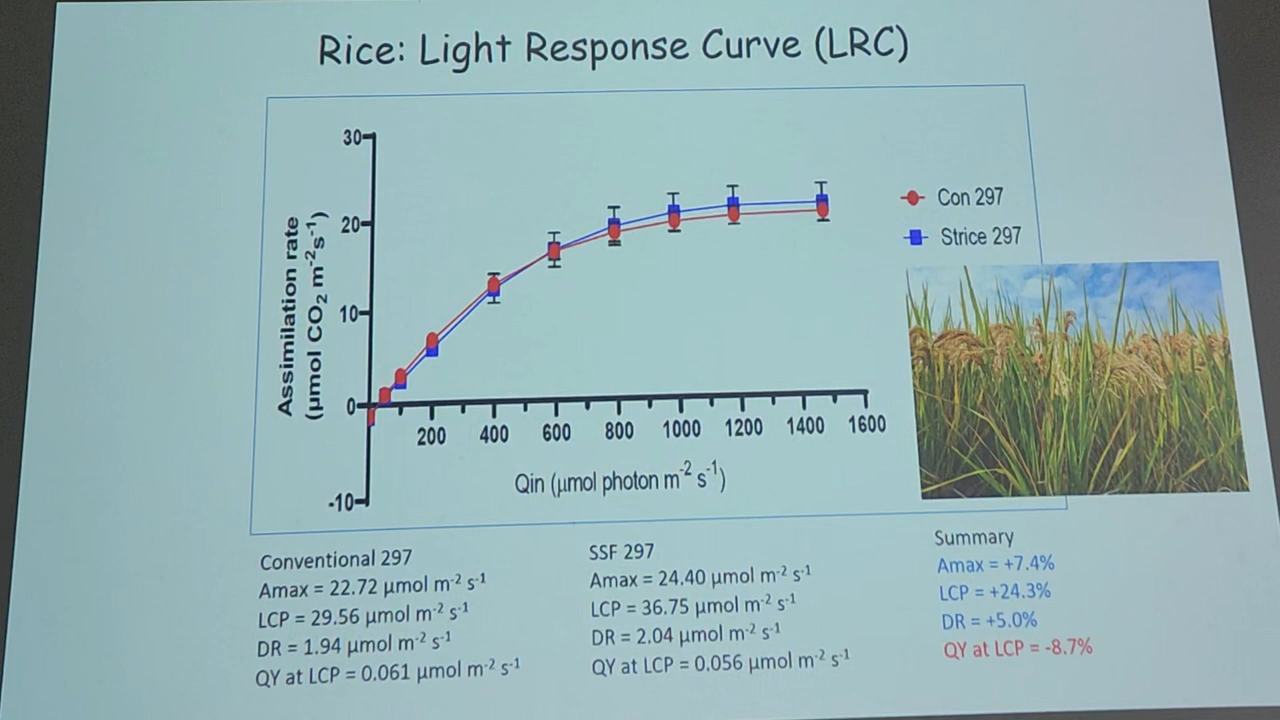 Rice: Light Response Curve (LRC)
30
20
10
0
-10
Assimilation rate
(µmol CO₂ m⁻²s⁻¹)
200 400 600 800 1000 1200 1400 1600
Qin (µmol photon m⁻² s⁻¹)
Con 297
Strice 297
Conventional 297
Amax = 22.72 µmol m⁻² s⁻¹
LCP = 29.56 µmol m⁻² s⁻¹
DR = 1.94 µmol m⁻² s⁻¹
QY at LCP = 0.061 µmol m⁻² s⁻¹
SSF 297
Amax = 24.40 µmol m⁻² s⁻¹
LCP = 36.75 µmol m⁻² s⁻¹
DR = 2.04 µmol m⁻² s⁻¹
QY at LCP = 0.056 µmol m⁻² s⁻¹
Summary
Amax = +7.4%
LCP = +24.3%
DR = +5.0%
QY at LCP = -8.7%